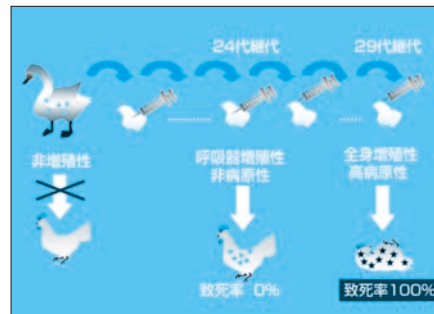 24代継代
29代継代
非増殖性
呼吸器増殖性
非病原性
全身増殖性
高病原性
致死率 0%
致死率100%